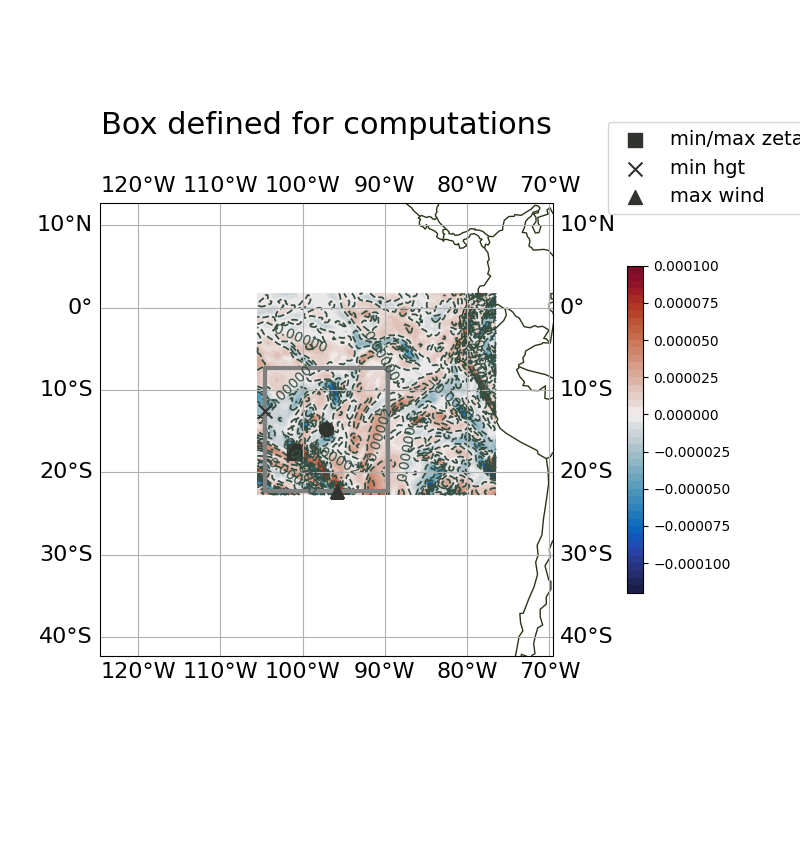 Box defined for computations
min/max zeta
min hgt
max wind
120°W 110°W 100°W 90°W 80°W 70°W
10°N 10°N
0° 0°
10°S 10°S
20°S 20°S
30°S 30°S
40°S 40°S
120°W 110°W 100°W 90°W 80°W 70°W
0.000100
0.000075
0.000050
0.000025
0.000000
−0.000025
−0.000050
−0.000075
−0.000100
0.00000